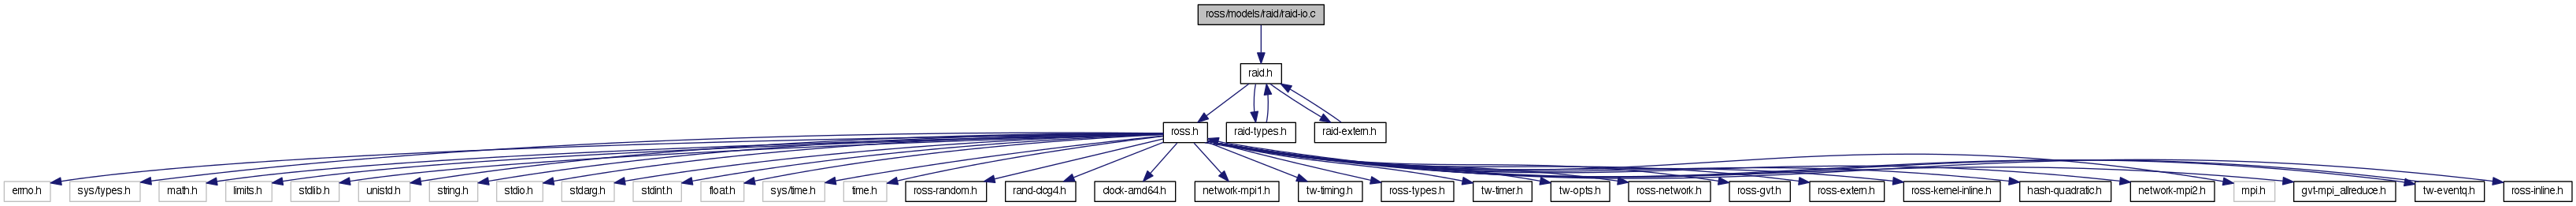 ross/models/raid/raid-io.c
raid.h
ross.h
raid-types.h
raid-extern.h
errno.h
sys/types.h
math.h
limits.h
stdlib.h
unistd.h
string.h
stdio.h
stdarg.h
stdint.h
float.h
sys/time.h
time.h
ross-random.h
rand-clcg4.h
clock-amd64.h
network-mpi1.h
tw-timing.h
ross-types.h
tw-timer.h
tw-opts.h
ross-network.h
ross-gvt.h
ross-extern.h
ross-kernel-inline.h
hash-quadratic.h
network-mpi2.h
mpi.h
gvt-mpi_allreduce.h
tw-eventq.h
ross-inline.h